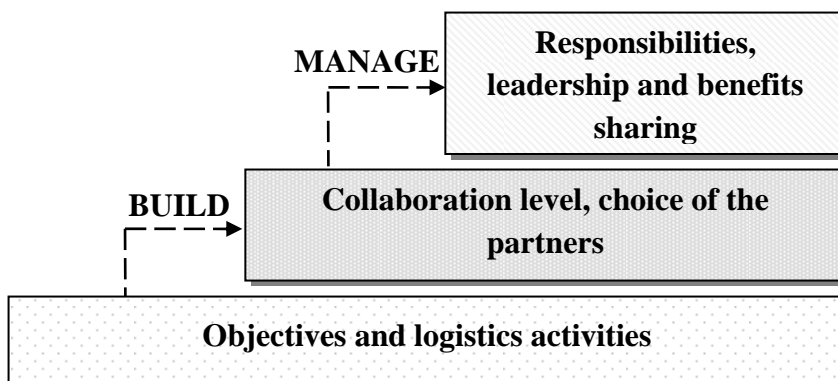 MANAGE
Responsibilities,
leadership and benefits
sharing
BUILD
Collaboration level, choice of the
partners
Objectives and logistics activities